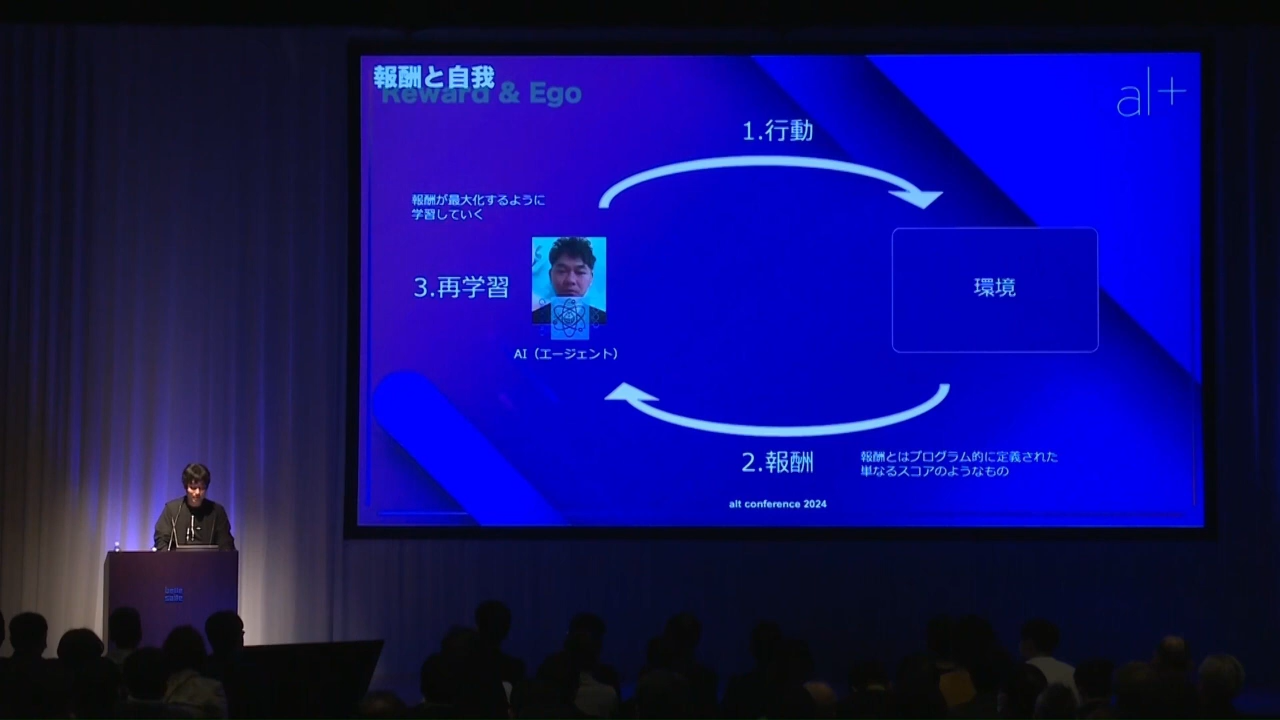 報酬と自我
Reward & Ego
al+
1.行動
報酬が最大化するように
学習していく
3.再学習
環境
AI（エージェント）
2.報酬
報酬とはプログラム的に定義された
単なるスコアのようなもの
alt conference 2024
belle
salle